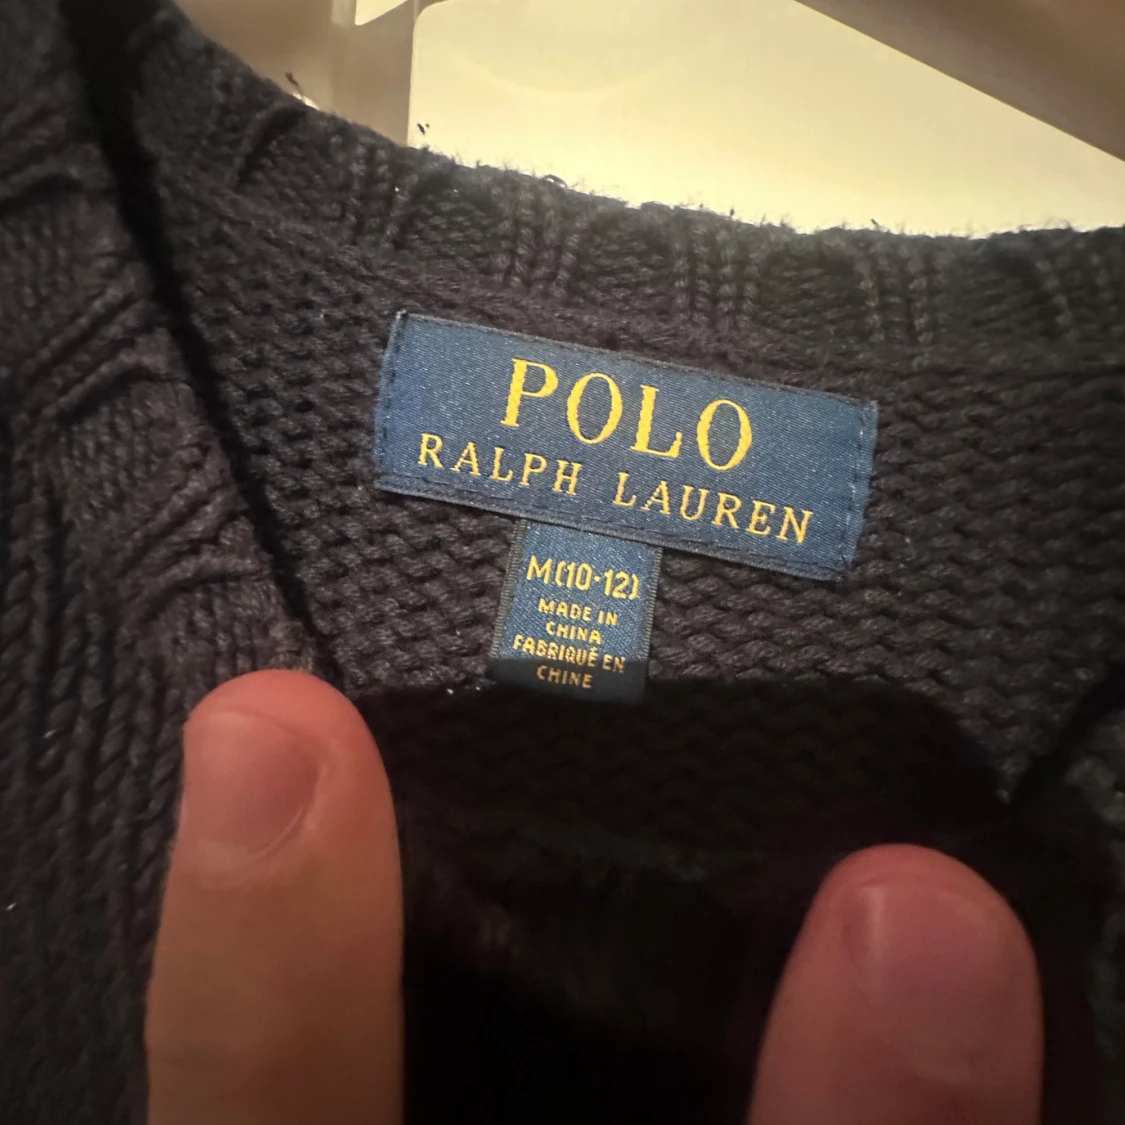 POLO
RALPH LAUREN
M(10-12)
MADE IN
CHINA
FABRIQUÉ EN
CHINE